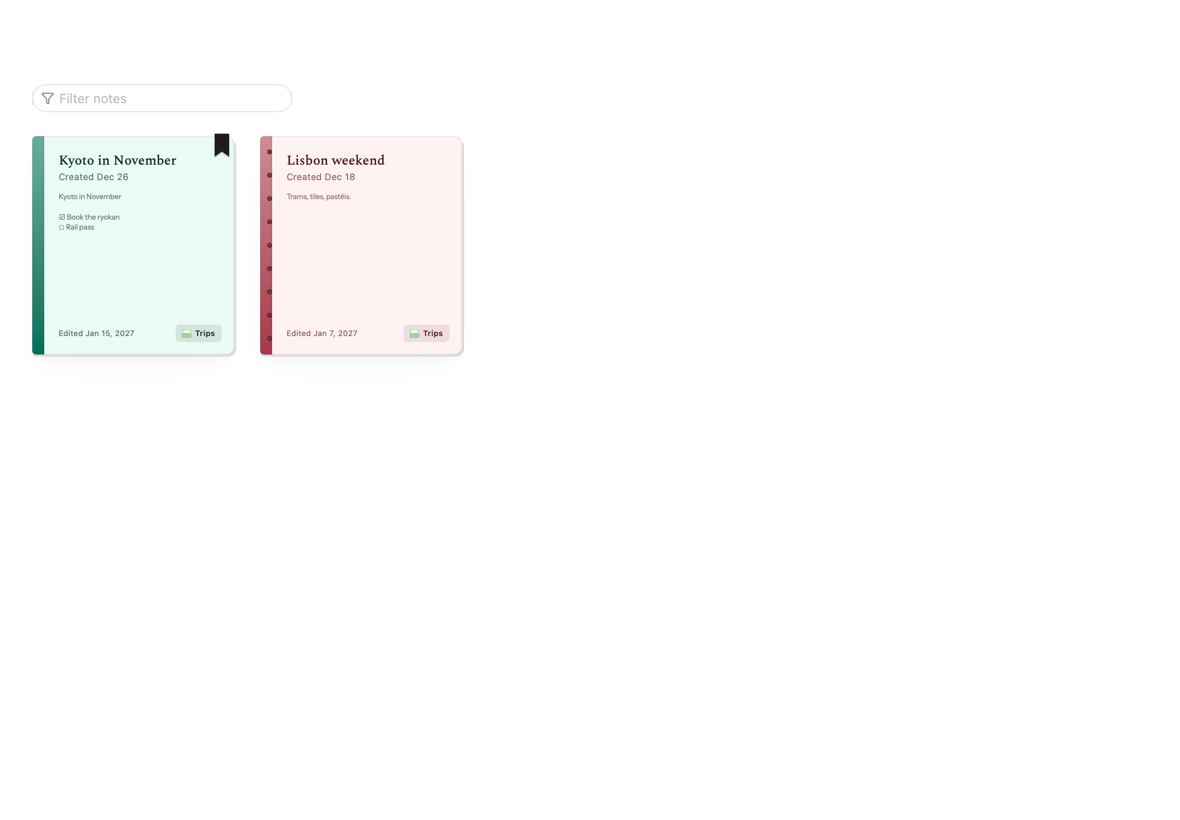 Filter notes
Kyoto in November
Created Dec 26
Kyoto in November
☑ Book the ryokan
☐ Rail pass
Edited Jan 15, 2027
Trips
Lisbon weekend
Created Dec 18
Trams, tiles, pastéis.
Edited Jan 7, 2027
Trips